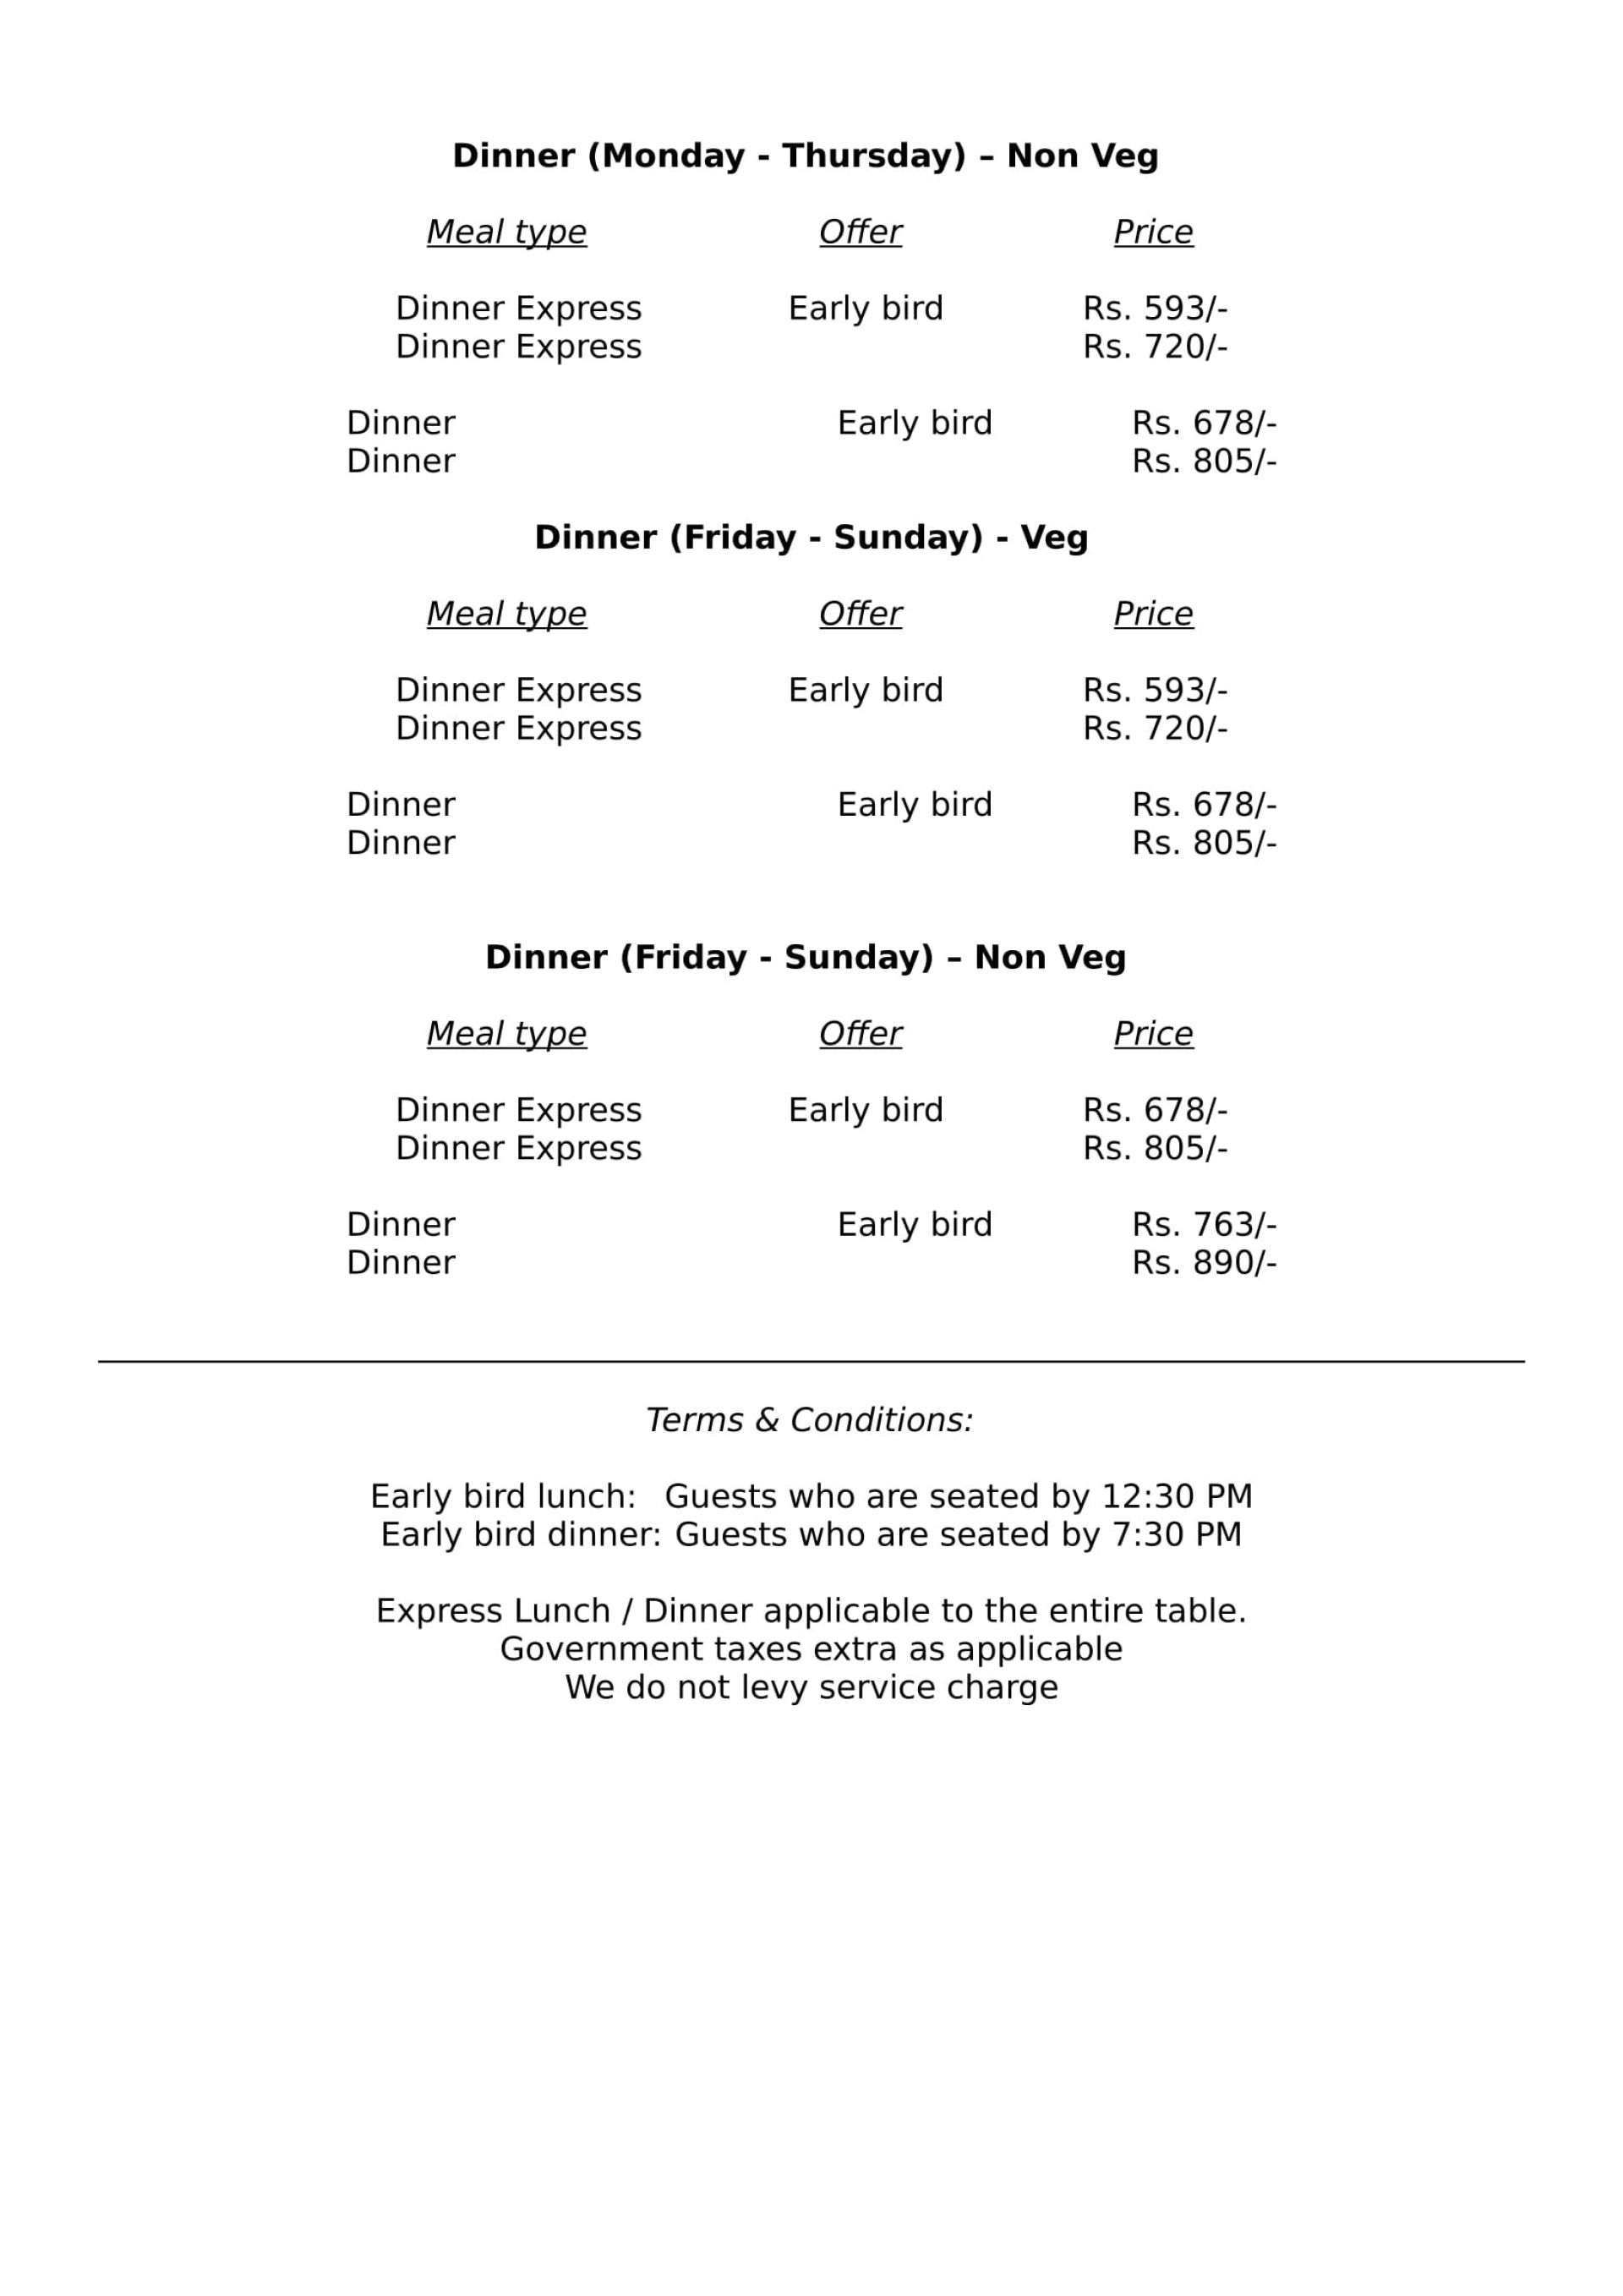 Dinner (Monday - Thursday) – Non Veg
Meal type Offer Price
Dinner Express Early bird Rs. 593/-
Dinner Express Rs. 720/-
Dinner Early bird Rs. 678/-
Dinner Rs. 805/-
Dinner (Friday - Sunday) - Veg
Meal type Offer Price
Dinner Express Early bird Rs. 593/-
Dinner Express Rs. 720/-
Dinner Early bird Rs. 678/-
Dinner Rs. 805/-
Dinner (Friday - Sunday) – Non Veg
Meal type Offer Price
Dinner Express Early bird Rs. 678/-
Dinner Express Rs. 805/-
Dinner Early bird Rs. 763/-
Dinner Rs. 890/-
Terms & Conditions:
Early bird lunch: Guests who are seated by 12:30 PM
Early bird dinner: Guests who are seated by 7:30 PM
Express Lunch / Dinner applicable to the entire table.
Government taxes extra as applicable
We do not levy service charge